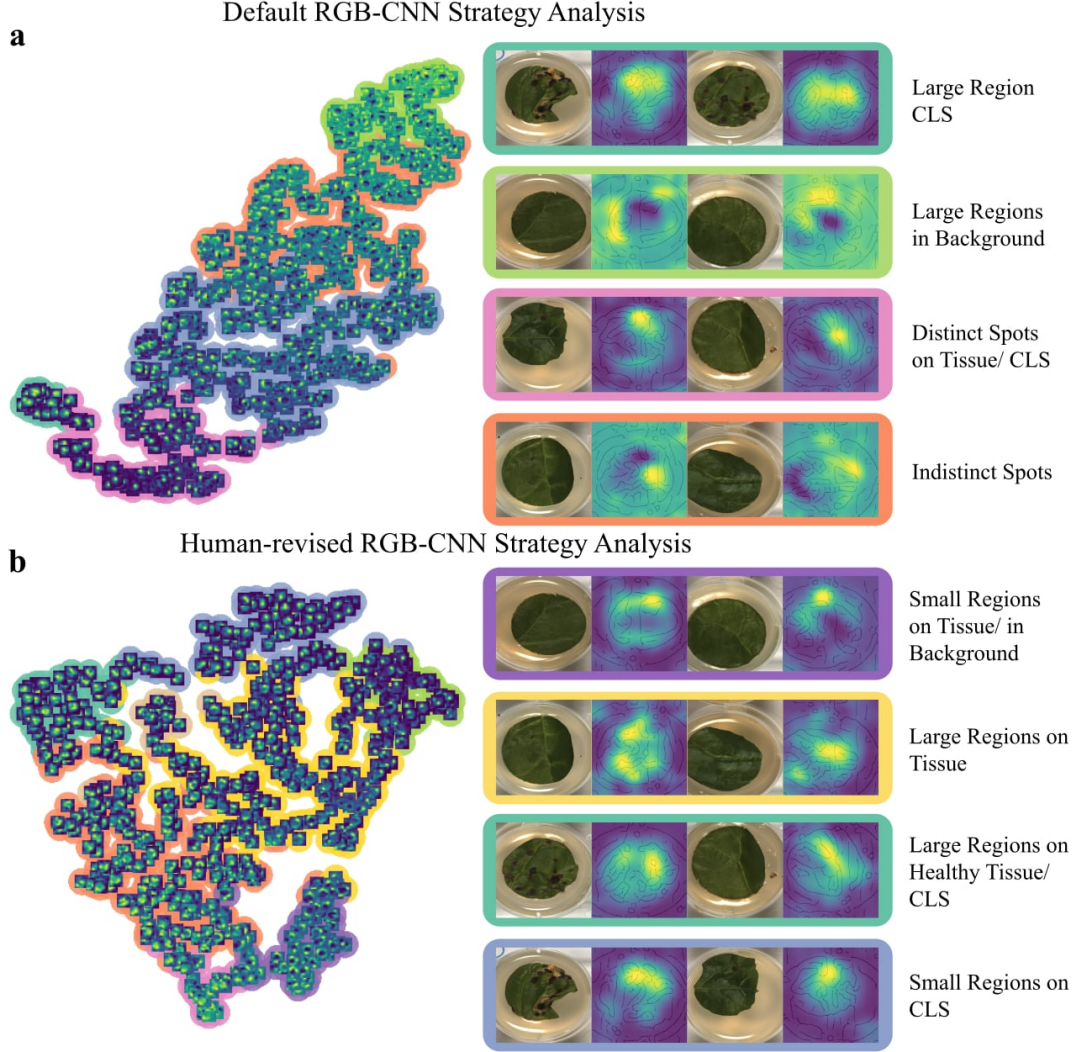 Default RGB-CNN Strategy Analysis
a
Large Region
CLS
Large Regions
in Background
Distinct Spots
on Tissue/ CLS
Indistinct Spots
Human-revised RGB-CNN Strategy Analysis
b
Small Regions
on Tissue/ in
Background
Large Regions on
Tissue
Large Regions on
Healthy Tissue/
CLS
Small Regions on
CLS